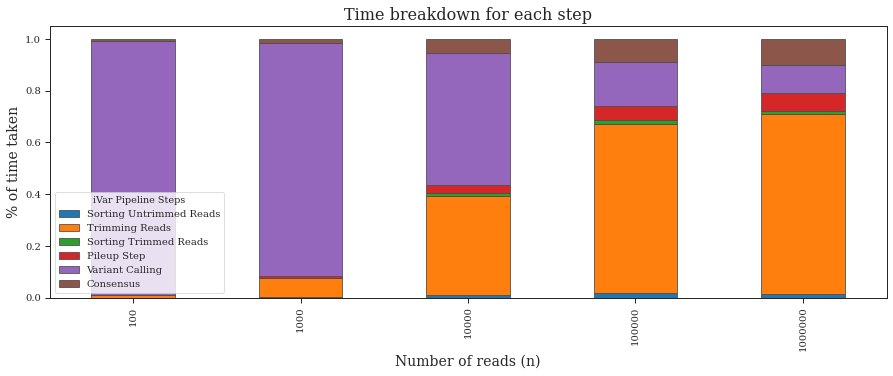 Time breakdown for each step
% of time taken
1.0
0.8
0.6
0.4
0.2
0.0
iVar Pipeline Steps
Sorting Untrimmed Reads
Trimming Reads
Sorting Trimmed Reads
Pileup Step
Variant Calling
Consensus
100
1000
10000
100000
1000000
Number of reads (n)